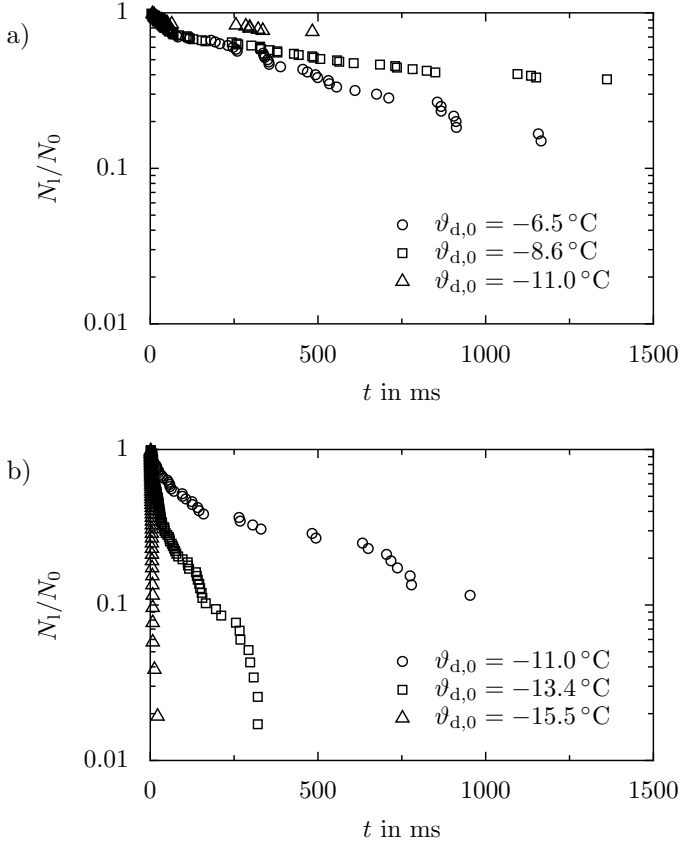 a)
1
0.1
0.01
N_l/N_0
0 500 1000 1500
t in ms
○ ϑ_d,0 = −6.5 °C
□ ϑ_d,0 = −8.6 °C
△ ϑ_d,0 = −11.0 °C
b)
1
0.1
0.01
N_l/N_0
0 500 1000 1500
t in ms
○ ϑ_d,0 = −11.0 °C
□ ϑ_d,0 = −13.4 °C
△ ϑ_d,0 = −15.5 °C